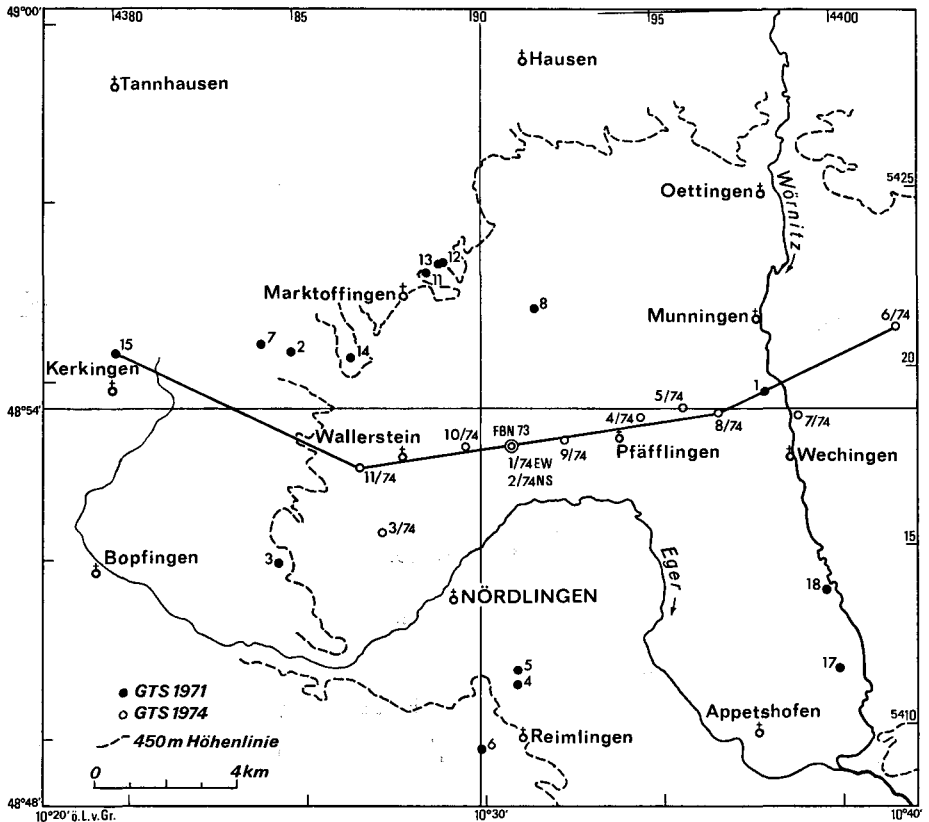 49°00'
4380
85
90
95
4400
Hausen
Tannhausen
5425
Oettingen
Wörnitz
13
12
11
Marktoffingen
8
Munningen
6/74
15
7
2
14
20
Kerkingen
1
5/74
48°54'
4/74
8/74
7/74
Wallerstein
10/74
FBN 73
9/74
Pfäfflingen
Wechingen
11/74
1/74 EW
2/74 NS
3/74
15
Bopfingen
3
Eger
18
NÖRDLINGEN
5
4
17
GTS 1971
GTS 1974
450m Höhenlinie
Appetshofen
5410
Reimlingen
6
0
4km
48°48'
10°20' ö.L.v.Gr.
10°30'
10°40'